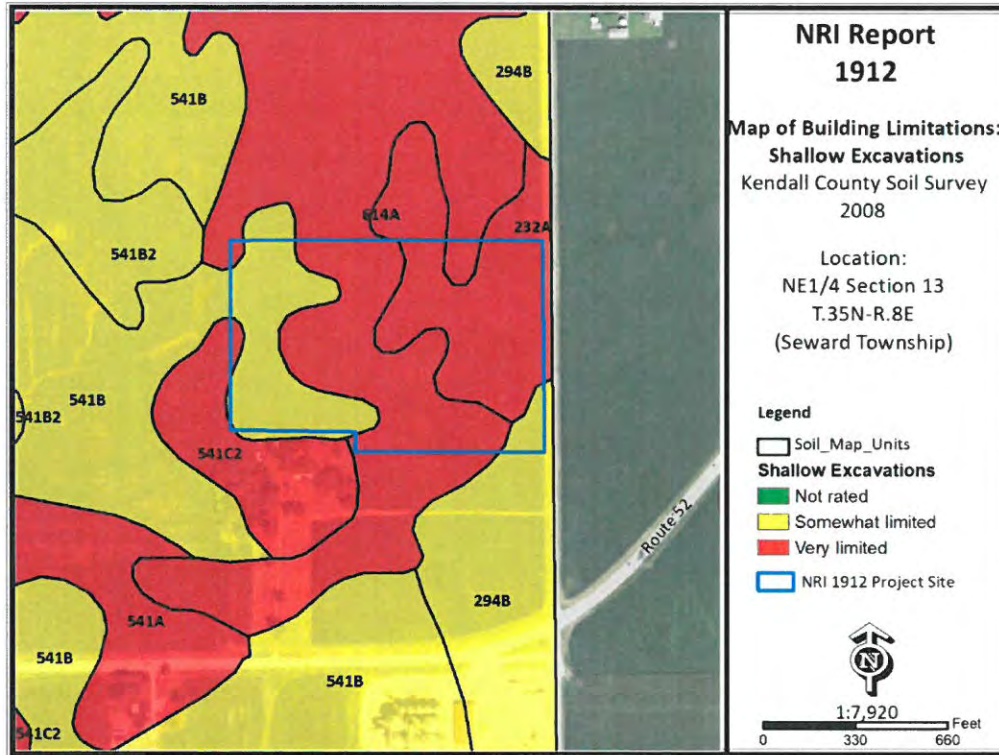 NRI Report
1912
Map of Building Limitations:
Shallow Excavations
Kendall County Soil Survey
2008
Location:
NE1/4 Section 13
T.35N-R.8E
(Seward Township)
Legend
Soil_Map_Units
Shallow Excavations
Not rated
Somewhat limited
Very limited
NRI 1912 Project Site
N
1:7,920
Feet
0 330 660
294B
541B
614A
232A
541B2
541B
541B2
541C2
Route 52
294B
541A
541B
541B
541C2